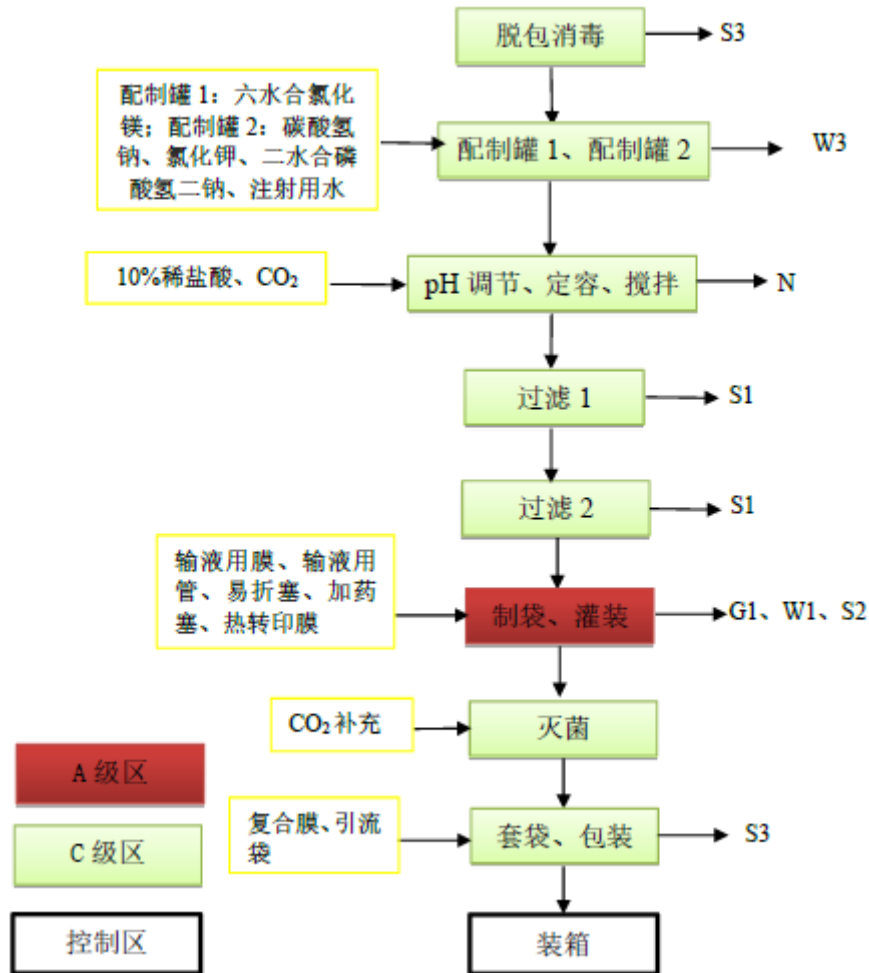 脱包消毒
S3
配制罐 1：六水合氯化
镁；配制罐 2：碳酸氢
钠、氯化钾、二水合磷
酸氢二钠、注射用水
配制罐 1、配制罐 2
W3
10%稀盐酸、CO₂
pH 调节、定容、搅拌
N
过滤 1
S1
过滤 2
S1
输液用膜、输液用
管、易折塞、加药
塞、热转印膜
制袋、灌装
G1、W1、S2
CO₂ 补充
灭菌
A 级区
复合膜、引流
袋
套袋、包装
S3
C 级区
控制区
装箱